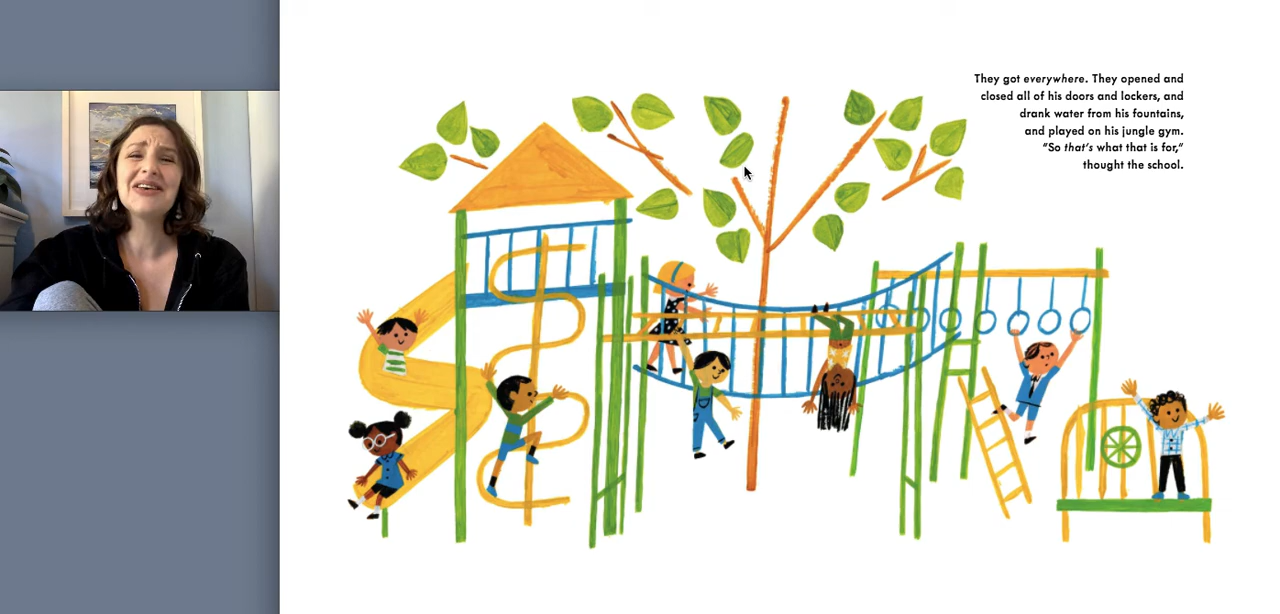 They got everywhere. They opened and
closed all of his doors and lockers, and
drank water from his fountains,
and played on his jungle gym.
“So that’s what that is for,”
thought the school.